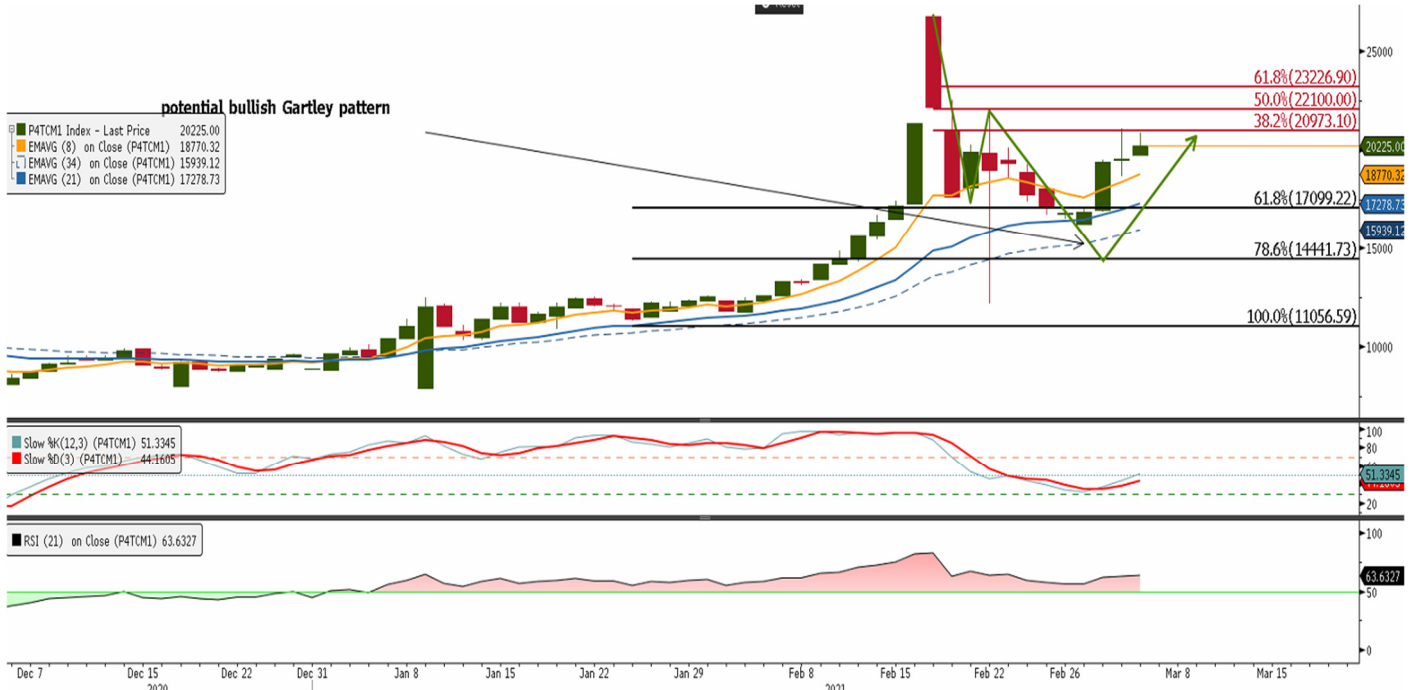 25000
61.8%(23226.90)
50.0%(22100.00)
potential bullish Gartley pattern
38.2%(20973.10)
P4TCM1 Index - Last Price 20225.00
EMAVG (8) on Close (P4TCM1) 18770.32
EMAVG (34) on Close (P4TCM1) 15939.12
EMAVG (21) on Close (P4TCM1) 17278.73
20225.00
18770.32
61.8%(17099.22)
17278.73
15939.12
78.6%(14441.73)
15000
100.0%(11056.59)
10000
Slow %K(12,3) (P4TCM1) 51.3345
Slow %D(3) (P4TCM1) 44.1605
100
80
51.3345
20
RSI (21) on Close (P4TCM1) 63.6327
100
63.6327
50
0
Dec 7 Dec 15 Dec 22 Dec 31 Jan 8 Jan 15 Jan 22 Jan 29 Feb 8 Feb 15 Feb 22 Feb 26 Mar 8 Mar 15
2020 2021